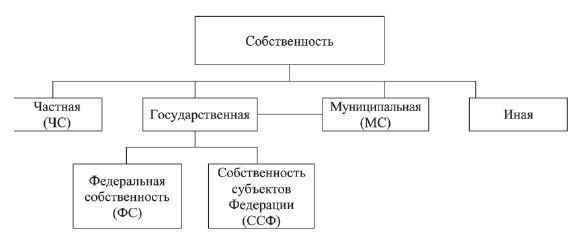 Собственность
Частная
(ЧС)
Государственная
Муниципальная
(МС)
Иная
Федеральная
собственность
(ФС)
Собственность
субъектов
Федерации
(ССФ)